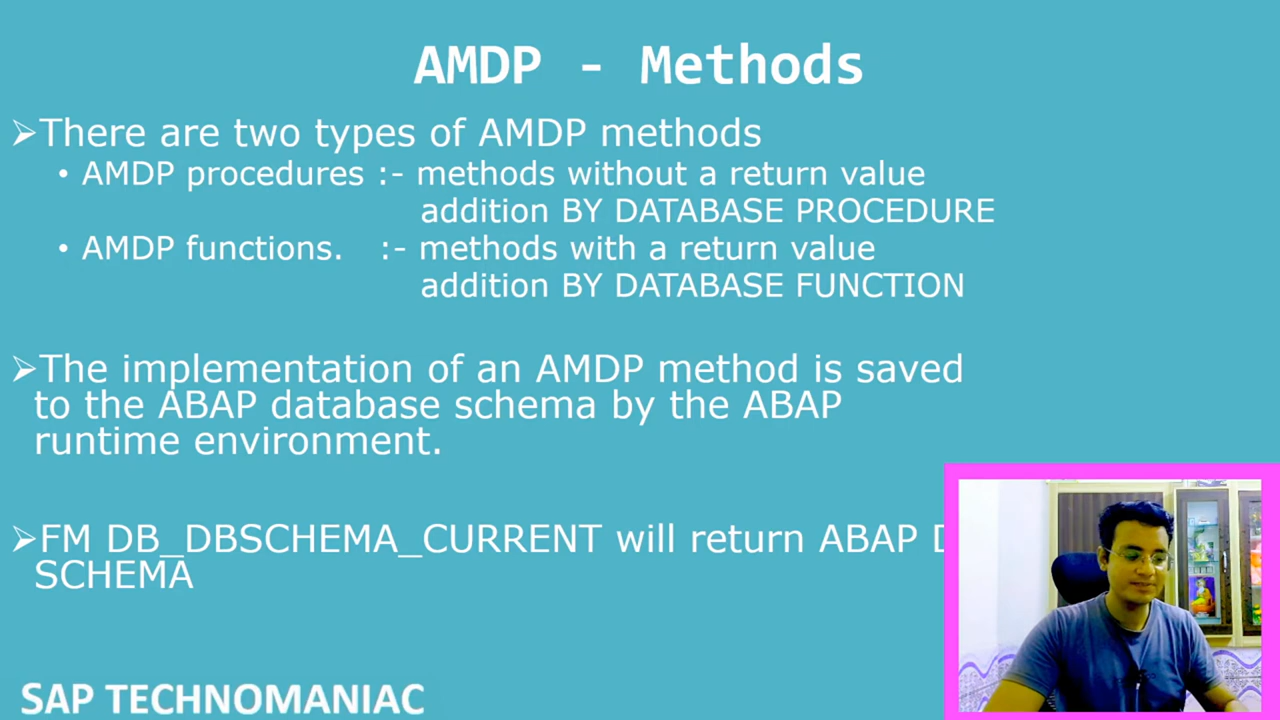 AMDP - Methods
➢There are two types of AMDP methods
• AMDP procedures :- methods without a return value
addition BY DATABASE PROCEDURE
• AMDP functions. :- methods with a return value
addition BY DATABASE FUNCTION
➢The implementation of an AMDP method is saved
to the ABAP database schema by the ABAP
runtime environment.
➢FM DB_DBSCHEMA_CURRENT will return ABAP
SCHEMA
SAP TECHNOMANIAC